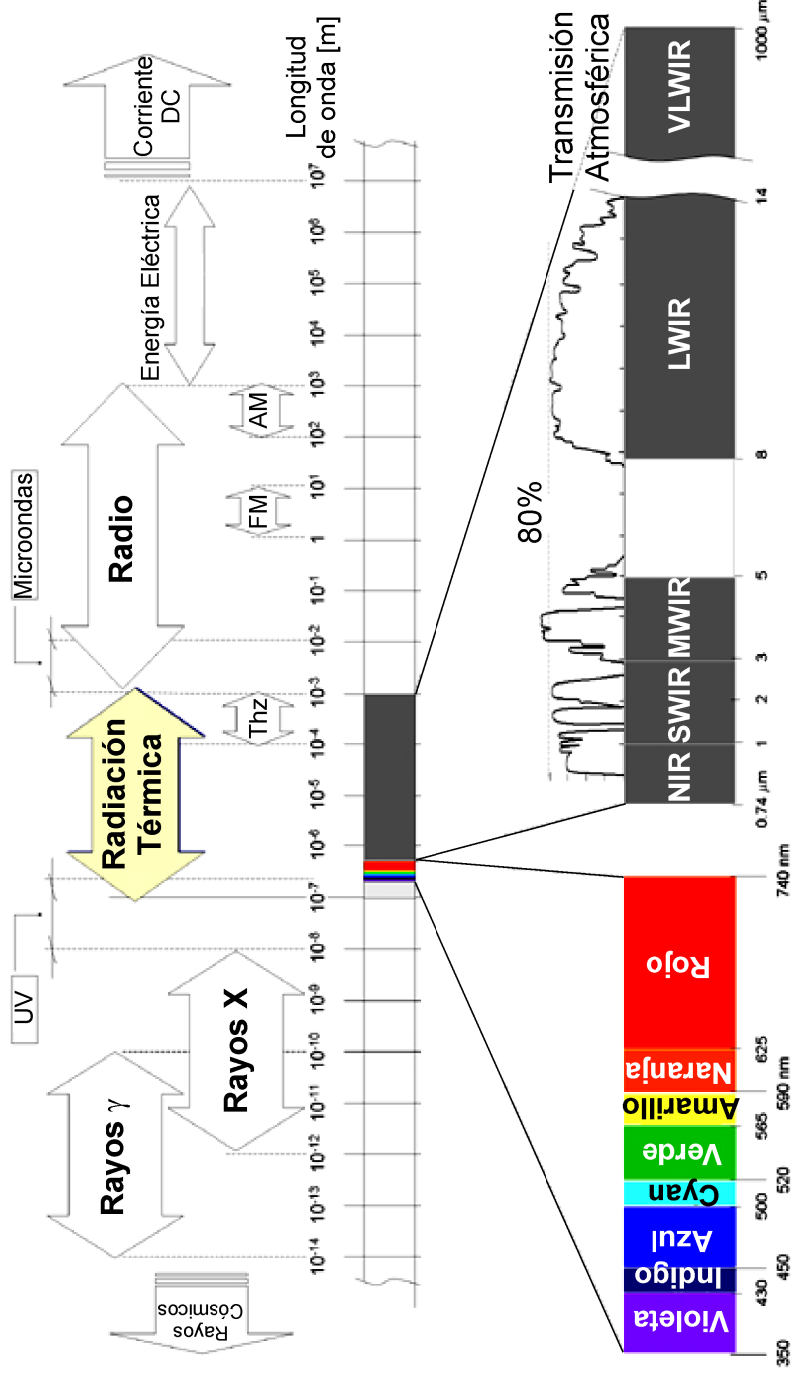 Rayos
Cósmicos
Rayos γ
Rayos X
UV
Radiación
Térmica
Microondas
Radio
Thz
FM
AM
Energía Eléctrica
Corriente
DC
10-14
10-13
10-12
10-11
10-10
10-9
10-8
10-7
10-6
10-5
10-4
10-3
10-2
10-1
1
10¹
10²
10³
10⁴
10⁵
10⁶
10⁷
Longitud
de onda [m]
80%
Transmisión
Atmosférica
Violeta
Indigo
Azul
Cyan
Verde
Amarillo
Naranja
Rojo
350
430
450
500
520
565
590 nm
625
740 nm
NIR
SWIR
MWIR
LWIR
VLWIR
0.74 μm
1
2
3
5
8
14
1000 μm